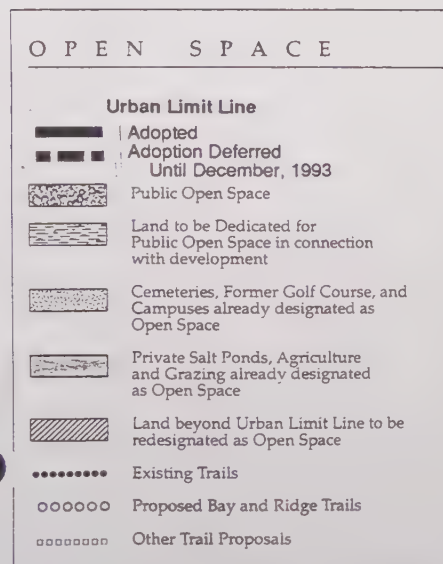 OPEN SPACE
Urban Limit Line
Adopted
Adoption Deferred
Until December, 1993
Public Open Space
Land to be Dedicated for
Public Open Space in connection
with development
Cemeteries, Former Golf Course, and
Campuses already designated as
Open Space
Private Salt Ponds, Agriculture
and Grazing already designated
as Open Space
Land beyond Urban Limit Line to be
redesignated as Open Space
Existing Trails
Proposed Bay and Ridge Trails
Other Trail Proposals